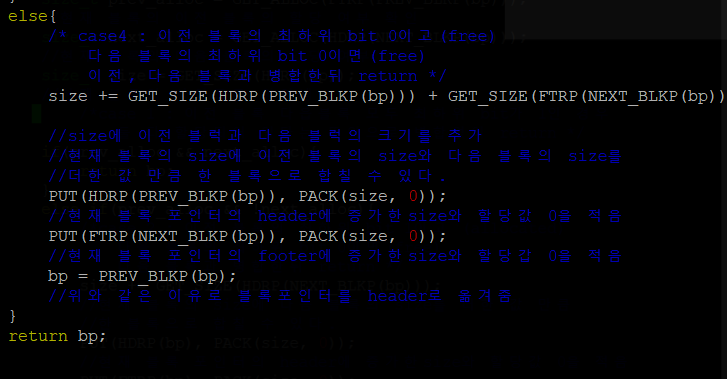 else{
/* case4 : 이전 블록의 최하위 bit 0이고(free)
다음 블록의 최하위 bit 0이면(free)
이전, 다음 블록과 병합한뒤 return */
size += GET_SIZE(HDRP(PREV_BLKP(bp))) + GET_SIZE(FTRP(NEXT_BLKP(bp))
//size에 이전 블럭과 다음 블럭의 크기를 추가
//현재 블록의 size에 이전 블록의 size와 다음 블록의 size를
//더한 값 만큼 한 블록으로 합칠 수 있다.
PUT(HDRP(PREV_BLKP(bp)), PACK(size, 0));
//현재 블록 포인터의 header에 증가한size와 할당값 0을 적음
PUT(FTRP(NEXT_BLKP(bp)), PACK(size, 0));
//현재 블록 포인터의 footer에 증가한size와 할당값 0을 적음
bp = PREV_BLKP(bp);
//위와 같은 이유로 블록포인터를 header로 옮겨줌
}
return bp;